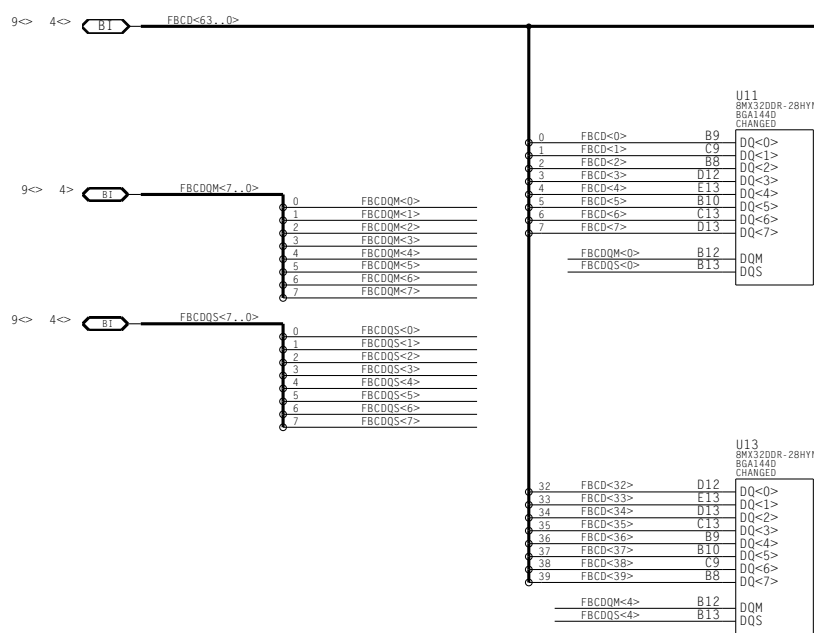 9<> 4<> BI FBCD<63..0>
U11
8MX32DDR-28HYN
BGA144D
CHANGED
0 FBCD<0> B9 DQ<0>
1 FBCD<1> C9 DQ<1>
2 FBCD<2> B8 DQ<2>
3 FBCD<3> D12 DQ<3>
4 FBCD<4> E13 DQ<4>
5 FBCD<5> B10 DQ<5>
6 FBCD<6> C13 DQ<6>
7 FBCD<7> D13 DQ<7>
FBCDQM<0> B12 DQM
FBCDQS<0> B13 DQS
9<> 4> BI FBCDQM<7..0>
0 FBCDQM<0>
1 FBCDQM<1>
2 FBCDQM<2>
3 FBCDQM<3>
4 FBCDQM<4>
5 FBCDQM<5>
6 FBCDQM<6>
7 FBCDQM<7>
9<> 4<> BI FBCDQS<7..0>
0 FBCDQS<0>
1 FBCDQS<1>
2 FBCDQS<2>
3 FBCDQS<3>
4 FBCDQS<4>
5 FBCDQS<5>
6 FBCDQS<6>
7 FBCDQS<7>
U13
8MX32DDR-28HYN
BGA144D
CHANGED
32 FBCD<32> D12 DQ<0>
33 FBCD<33> E13 DQ<1>
34 FBCD<34> D13 DQ<2>
35 FBCD<35> C13 DQ<3>
36 FBCD<36> B9 DQ<4>
37 FBCD<37> B10 DQ<5>
38 FBCD<38> C9 DQ<6>
39 FBCD<39> B8 DQ<7>
FBCDQM<4> B12 DQM
FBCDQS<4> B13 DQS